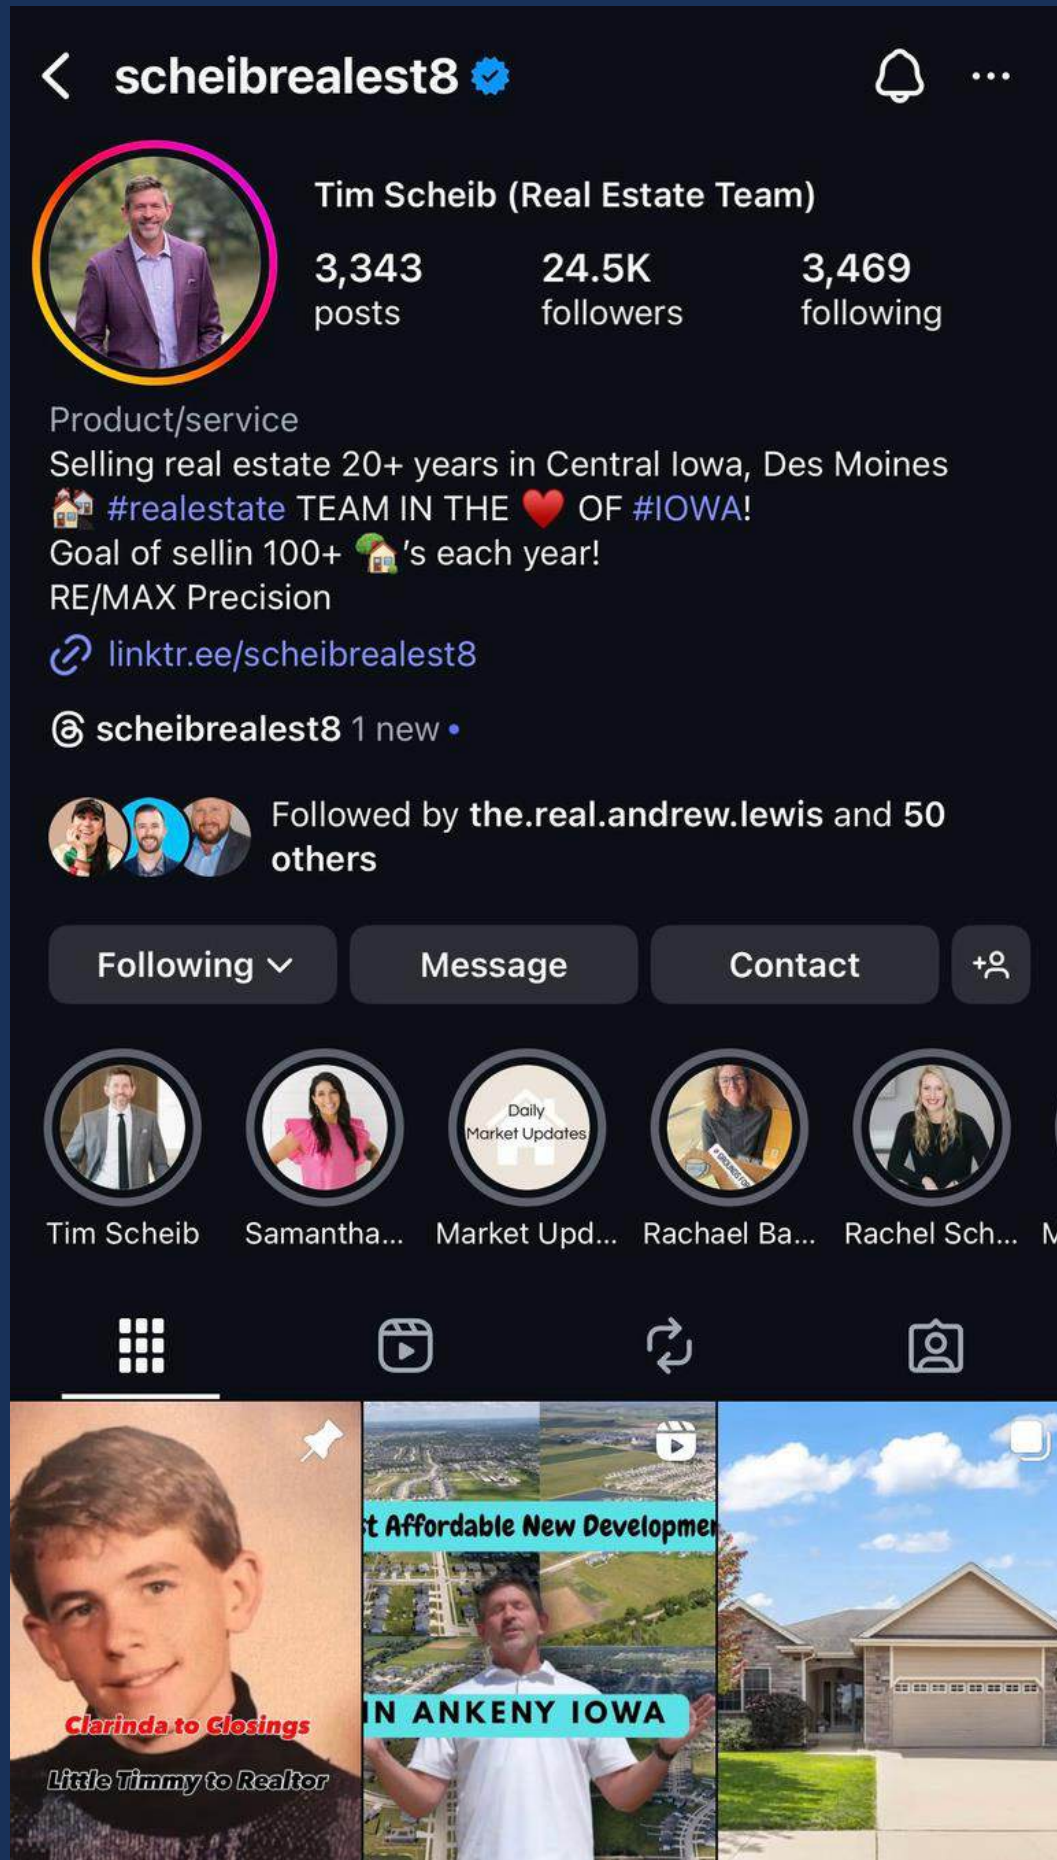 scheibrealest8
Tim Scheib (Real Estate Team)
3,343 24.5K 3,469
posts followers following
Product/service
Selling real estate 20+ years in Central Iowa, Des Moines
🏘️ #realestate TEAM IN THE ❤️ OF #IOWA!
Goal of sellin 100+ 🏡's each year!
RE/MAX Precision
linktr.ee/scheibrealest8
scheibrealest8 1 new •
Followed by the.real.andrew.lewis and 50
others
Following Message Contact
Daily
Market Updates
# GROUNDSFOR
Tim Scheib Samantha... Market Upd... Rachael Ba... Rachel Sch...
t Affordable New Developmen
IN ANKENY IOWA
Clarinda to Closings
Little Timmy to Realtor